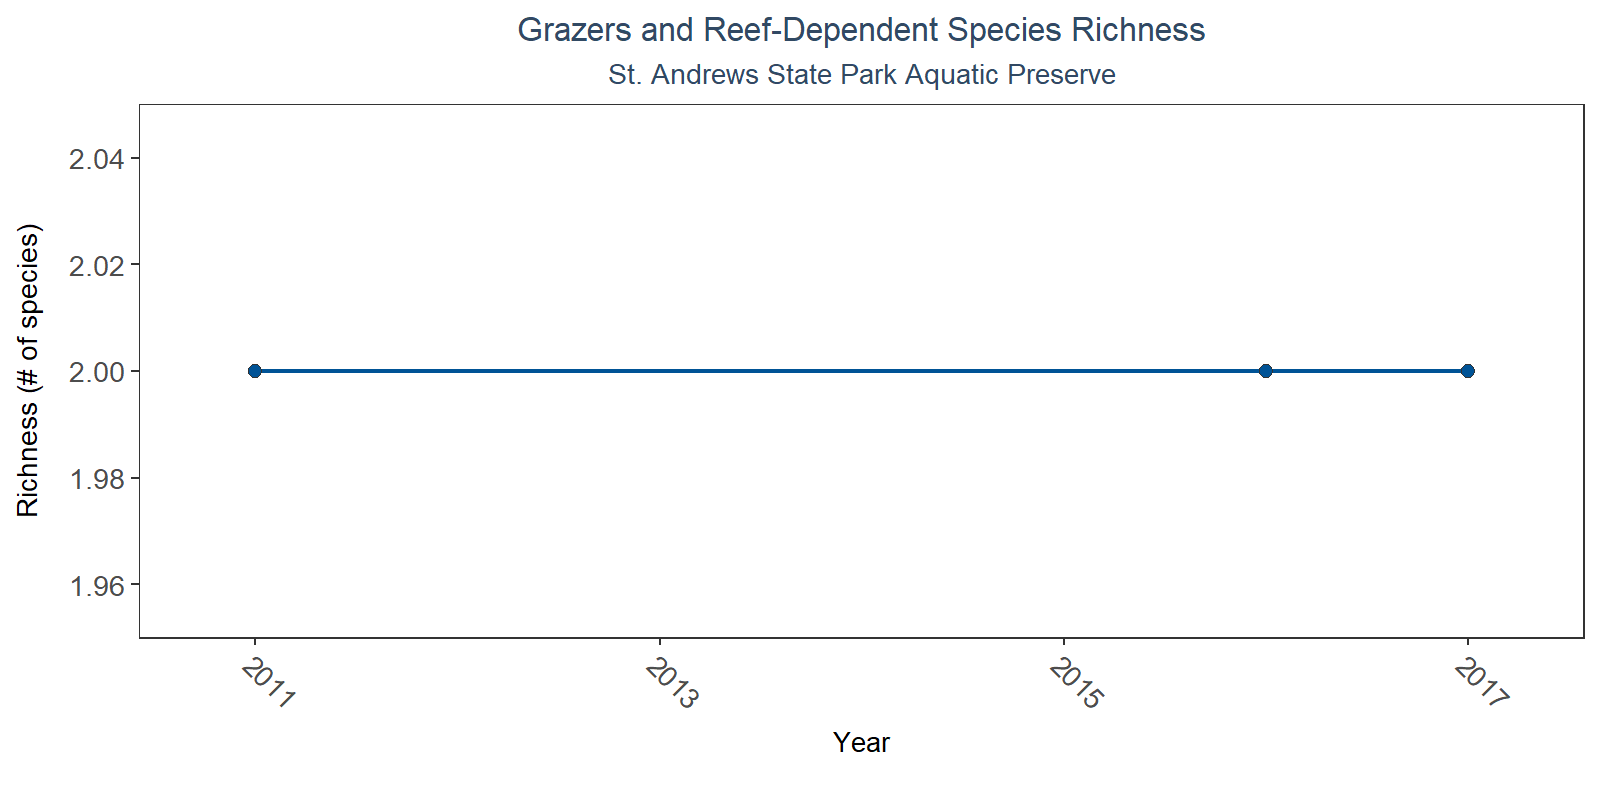 Grazers and Reef-Dependent Species Richness
St. Andrews State Park Aquatic Preserve
Richness (# of species)
2.04
2.02
2.00
1.98
1.96
2011
2013
2015
2017
Year